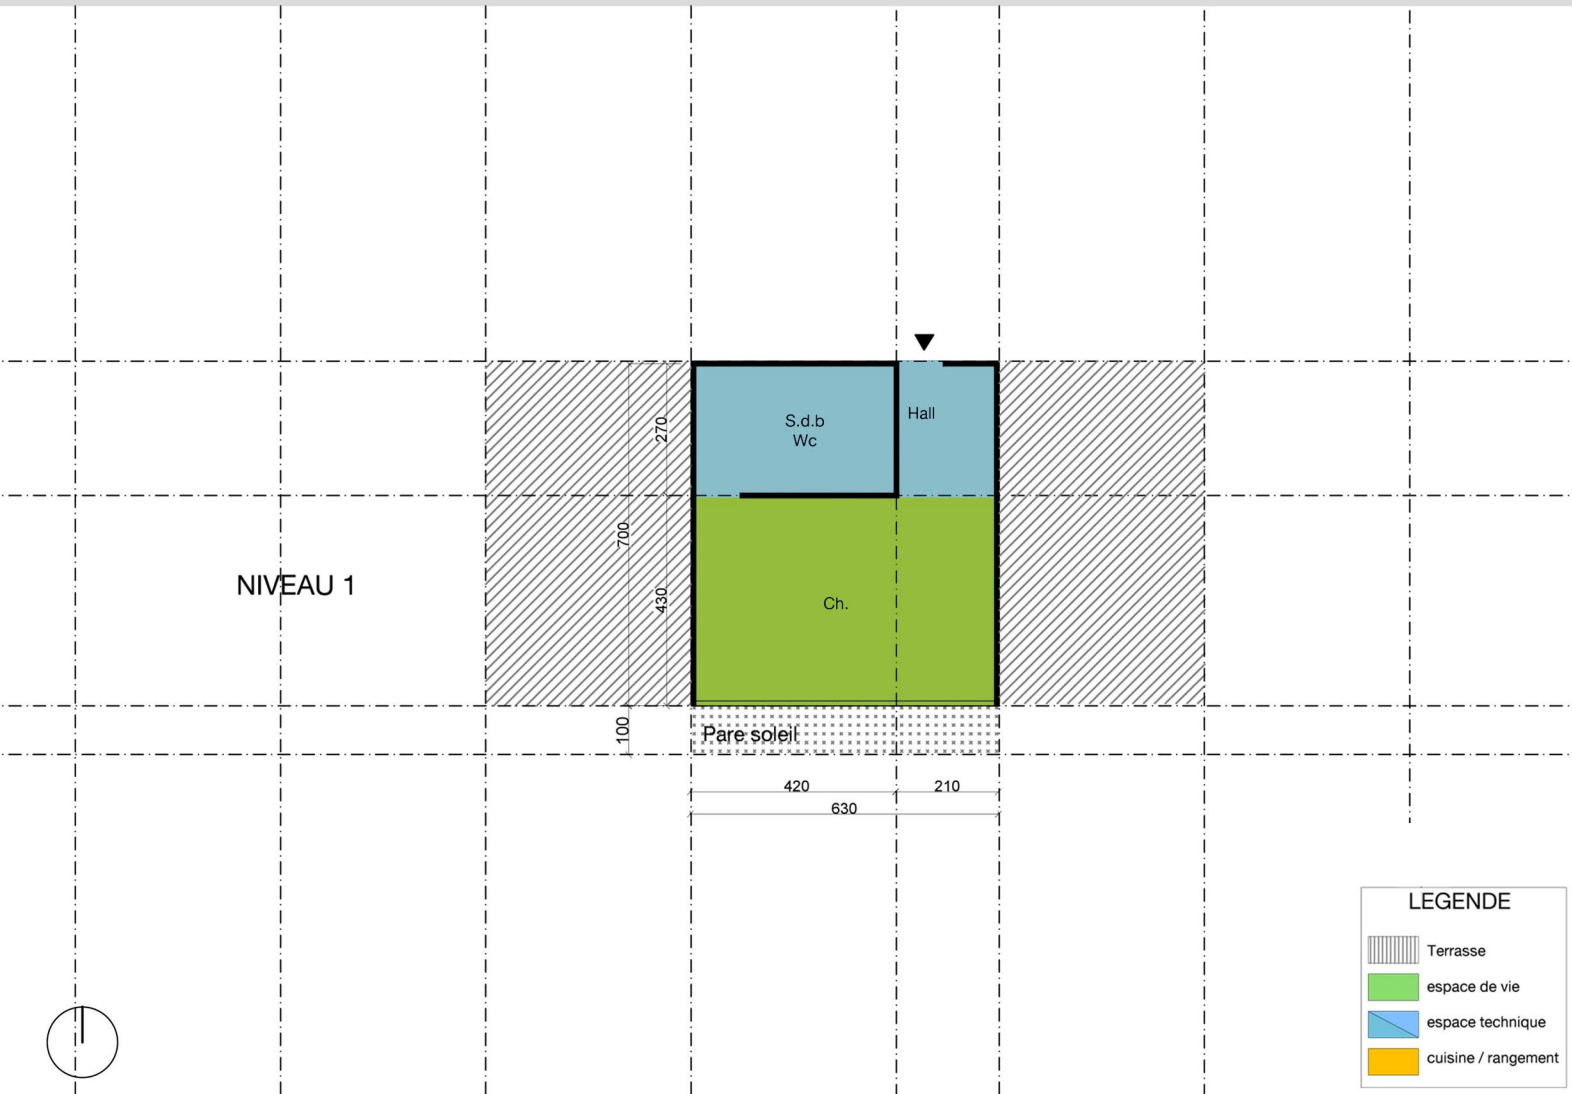 S.d.b
Wc
Hall
270
700
NIVEAU 1
430
Ch.
100
Pare soleil
420
210
630
LEGENDE
Terrasse
espace de vie
espace technique
cuisine / rangement